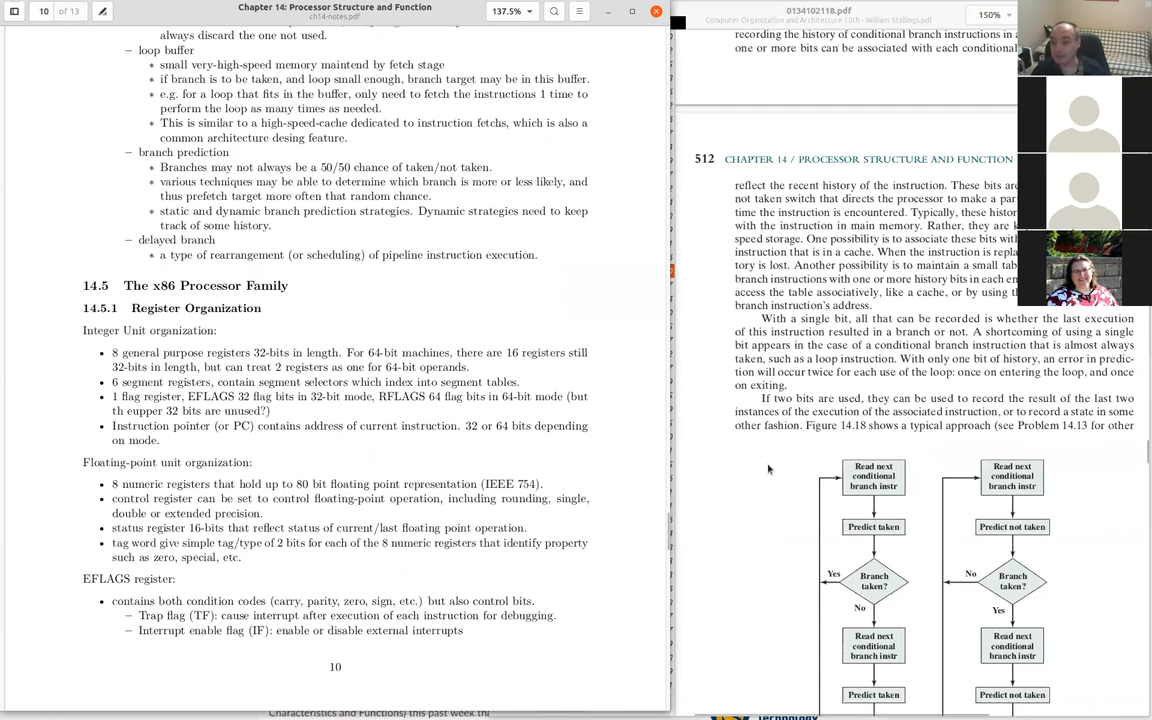 10 of 13
Chapter 14: Processor Structure and Function
ch14-notes.pdf
137.5%
always discard the one not used.
– loop buffer
∗ small very-high-speed memory maintend by fetch stage
∗ if branch is to be taken, and loop small enough, branch target may be in this buffer.
∗ e.g. for a loop that fits in the buffer, only need to fetch the instructions 1 time to
perform the loop as many times as needed.
∗ This is similar to a high-speed-cache dedicated to instruction fetchs, which is also a
common architecture desing feature.
– branch prediction
∗ Branches may not always be a 50/50 chance of taken/not taken.
∗ various techniques may be able to determine which branch is more or less likely, and
thus prefetch target more often that random chance.
∗ static and dynamic branch prediction strategies. Dynamic strategies need to keep
track of some history.
– delayed branch
∗ a type of rearrangement (or scheduling) of pipeline instruction execution.
14.5 The x86 Processor Family
14.5.1 Register Organization
Integer Unit organization:
• 8 general purpose registers 32-bits in length. For 64-bit machines, there are 16 registers still
32-bits in length, but can treat 2 registers as one for 64-bit operands.
• 6 segment registers, contain segment selectors which index into segment tables.
• 1 flag register, EFLAGS 32 flag bits in 32-bit mode, RFLAGS 64 flag bits in 64-bit mode (but
th eupper 32 bits are unused?)
• Instruction pointer (or PC) contains address of current instruction. 32 or 64 bits depending
on mode.
Floating-point unit organization:
• 8 numeric registers that hold up to 80 bit floating point representation (IEEE 754).
• control register can be set to control floating-point operation, including rounding, single,
double or extended precision.
• status register 16-bits that reflect status of current/last floating point operation.
• tag word give simple tag/type of 2 bits for each of the 8 numeric registers that identify property
such as zero, special, etc.
EFLAGS register:
• contains both condition codes (carry, parity, zero, sign, etc.) but also control bits.
– Trap flag (TF): cause interrupt after execution of each instruction for debugging.
– Interrupt enable flag (IF): enable or disable external interrupts
10
Characteristics and Functions) this past week th
0134102118.pdf
Computer Organization and Architecture 10th - William Stallings.pdf
150%
recording the history of conditional branch instructions in a
one or more bits can be associated with each conditional
512 CHAPTER 14 / PROCESSOR STRUCTURE AND FUNCTION
reflect the recent history of the instruction. These bits are
not taken switch that directs the processor to make a par
time the instruction is encountered. Typically, these histor
with the instruction in main memory. Rather, they are k
speed storage. One possibility is to associate these bits with
instruction that is in a cache. When the instruction is repla
tory is lost. Another possibility is to maintain a small tab
branch instructions with one or more history bits in each en
access the table associatively, like a cache, or by using th
branch instruction's address.
With a single bit, all that can be recorded is whether the last execution
of this instruction resulted in a branch or not. A shortcoming of using a single
bit appears in the case of a conditional branch instruction that is almost always
taken, such as a loop instruction. With only one bit of history, an error in predic-
tion will occur twice for each use of the loop: once on entering the loop, and once
on exiting.
If two bits are used, they can be used to record the result of the last two
instances of the execution of the associated instruction, or to record a state in some
other fashion. Figure 14.18 shows a typical approach (see Problem 14.13 for other
Read next
conditional
branch instr
Predict taken
Yes
Branch
taken?
No
Read next
conditional
branch instr
Predict taken
Read next
conditional
branch instr
Predict not taken
No
Branch
taken?
Yes
Read next
conditional
branch instr
Predict not taken
Technology